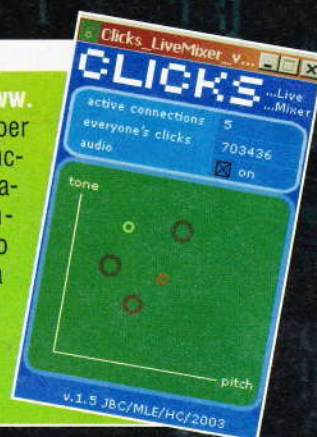 ww.
ber
uc-
a-
o
a
Clicks_LiveMixer_v...
CLICKS ...Live
...Mixer
active connections 5
everyone's clicks 703436
audio on
tone
pitch
v.1.5 JBC/MLE/HC/2003